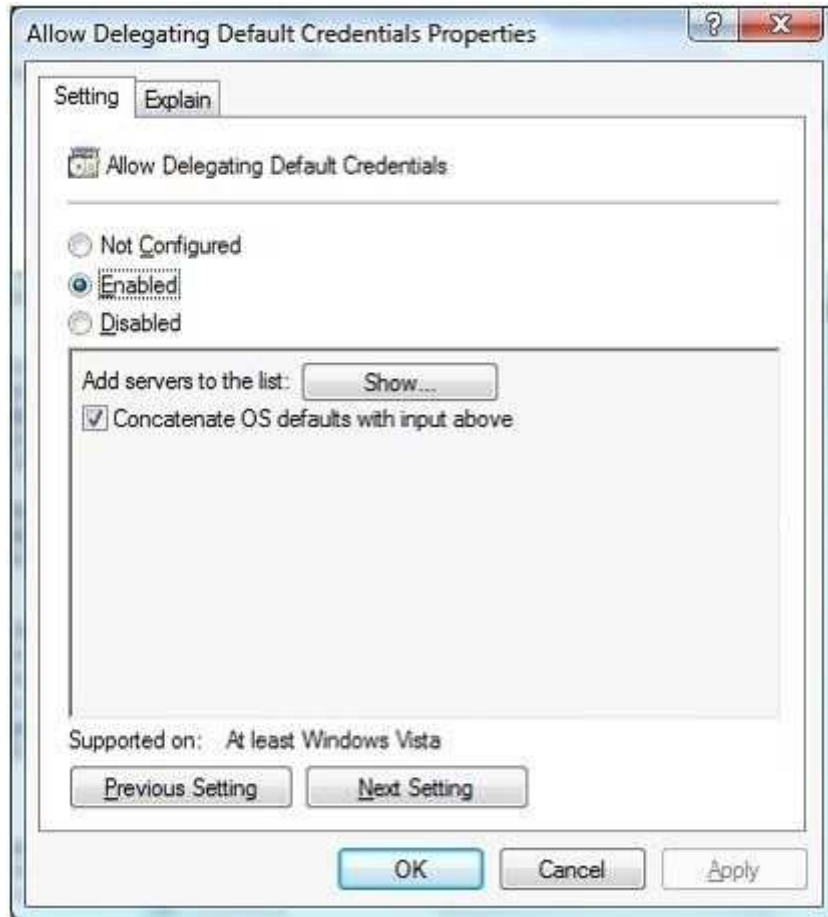 Allow Delegating Default Credentials Properties
Setting Explain
Allow Delegating Default Credentials
Not Configured
Enabled
Disabled
Add servers to the list: Show...
Concatenate OS defaults with input above
Supported on: At least Windows Vista
Previous Setting Next Setting
OK Cancel Apply